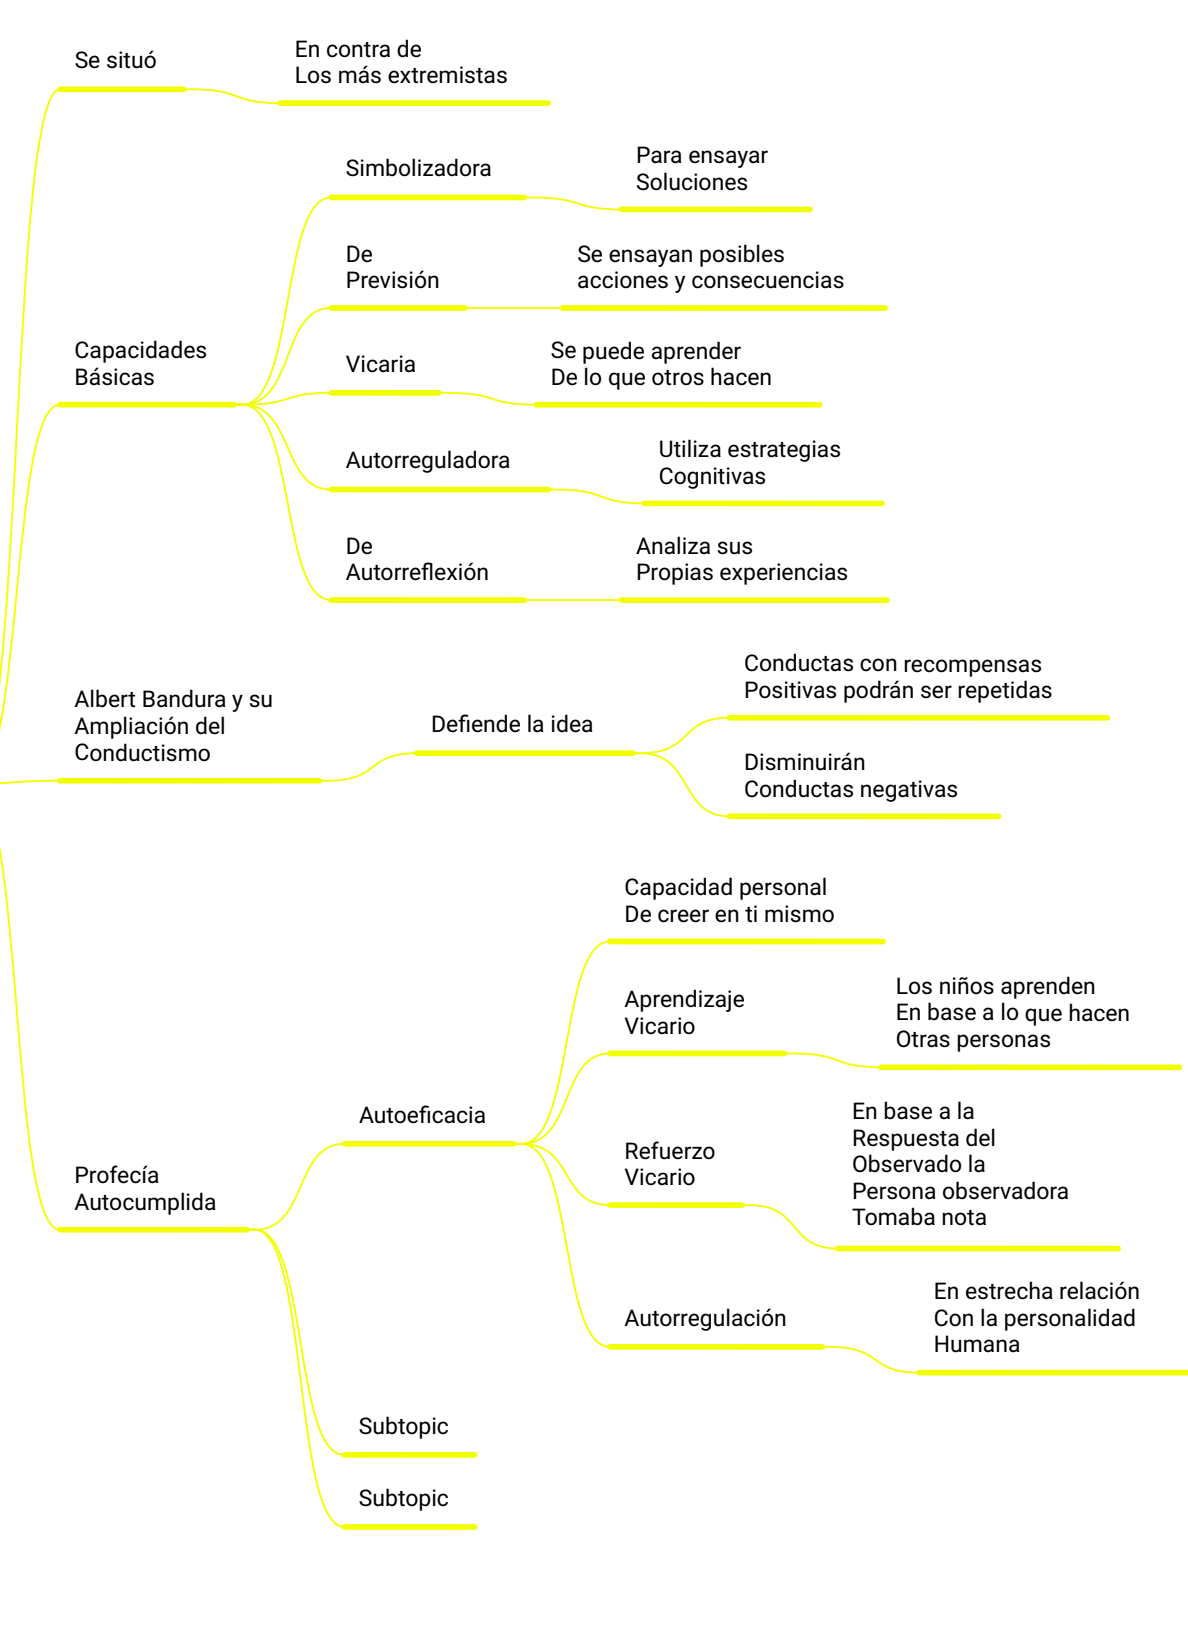 Se situó
En contra de
Los más extremistas
Capacidades
Básicas
Simbolizadora
Para ensayar
Soluciones
De
Previsión
Se ensayan posibles
acciones y consecuencias
Vicaria
Se puede aprender
De lo que otros hacen
Autorreguladora
Utiliza estrategias
Cognitivas
De
Autorreflexión
Analiza sus
Propias experiencias
Albert Bandura y su
Ampliación del
Conductismo
Defiende la idea
Conductas con recompensas
Positivas podrán ser repetidas
Disminuirán
Conductas negativas
Profecía
Autocumplida
Autoeficacia
Capacidad personal
De creer en ti mismo
Aprendizaje
Vicario
Los niños aprenden
En base a lo que hacen
Otras personas
Refuerzo
Vicario
En base a la
Respuesta del
Observado la
Persona observadora
Tomaba nota
Autorregulación
En estrecha relación
Con la personalidad
Humana
Subtopic
Subtopic